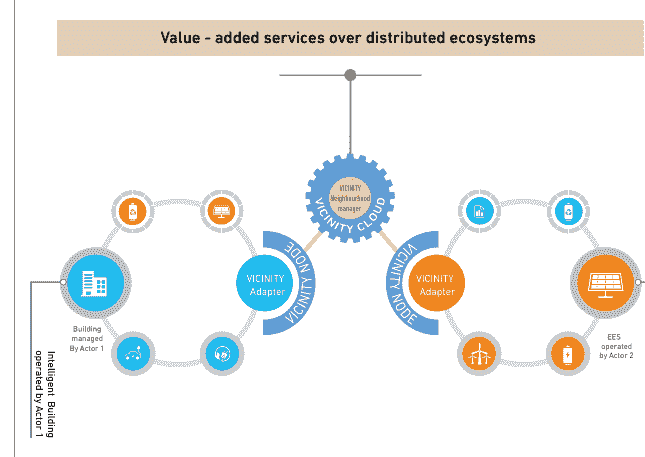 Value - added services over distributed ecosystems
VICINITY
Neighbourhood
manager
VICINITY CLOUD
VICINITY NODE
VICINITY NODE
VICINITY
Adapter
VICINITY
Adapter
Building
managed
By Actor 1
EES
operated
by Actor 2
Intelligent Building
operated by Actor 1